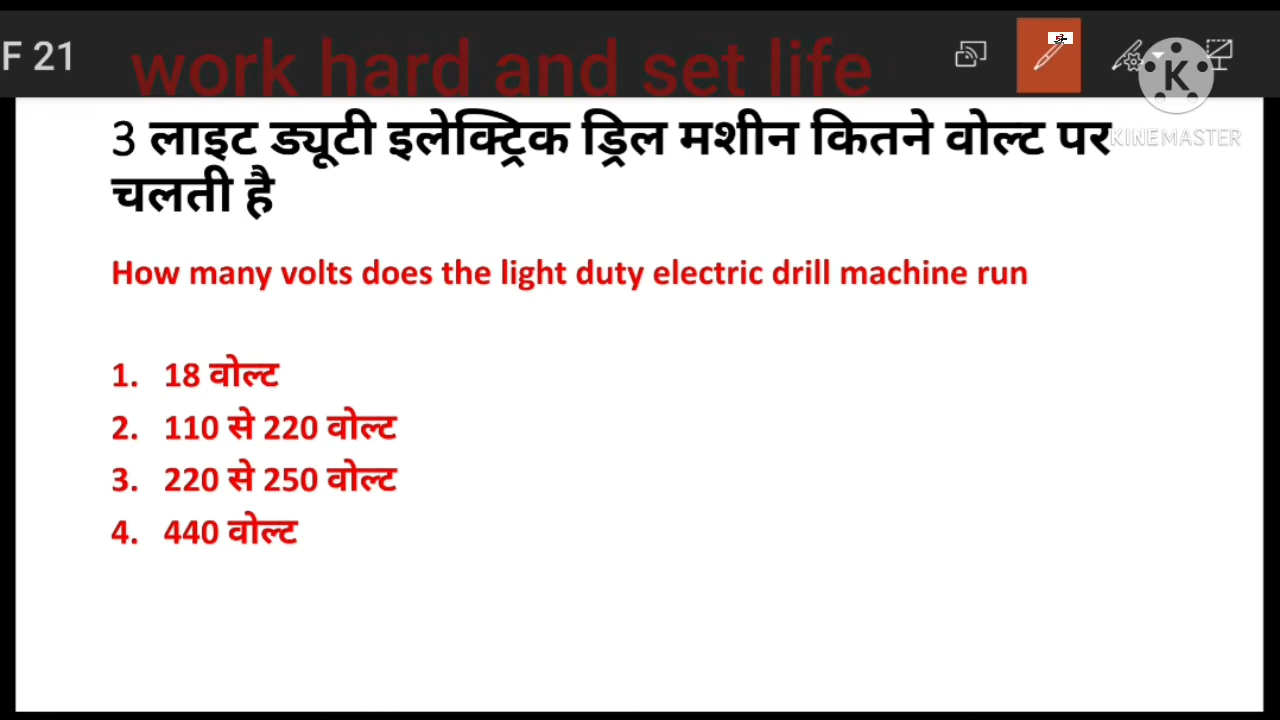 F 21
work hard and set life
K
KINEMASTER
3 लाइट ड्यूटी इलेक्ट्रिक ड्रिल मशीन कितने वोल्ट पर
चलती है
How many volts does the light duty electric drill machine run
1. 18 वोल्ट
2. 110 से 220 वोल्ट
3. 220 से 250 वोल्ट
4. 440 वोल्ट